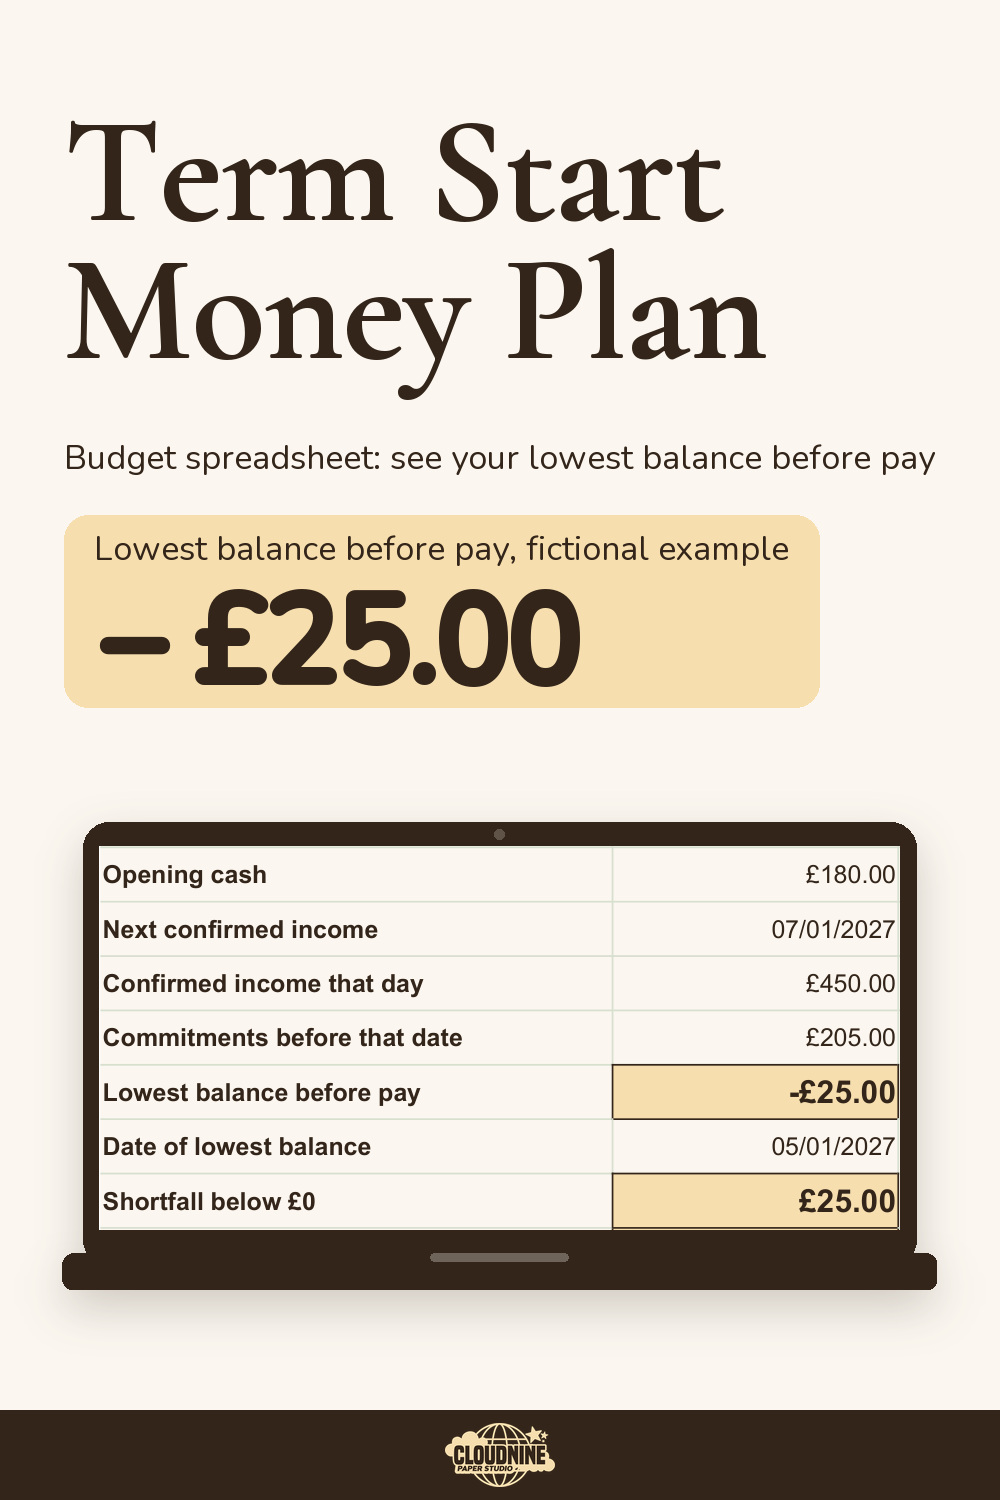 Term Start
Money Plan
Budget spreadsheet: see your lowest balance before pay
Lowest balance before pay, fictional example
– £25.00
Opening cash £180.00
Next confirmed income 07/01/2027
Confirmed income that day £450.00
Commitments before that date £205.00
Lowest balance before pay -£25.00
Date of lowest balance 05/01/2027
Shortfall below £0 £25.00
CLOUDNINE
PAPER STUDIO